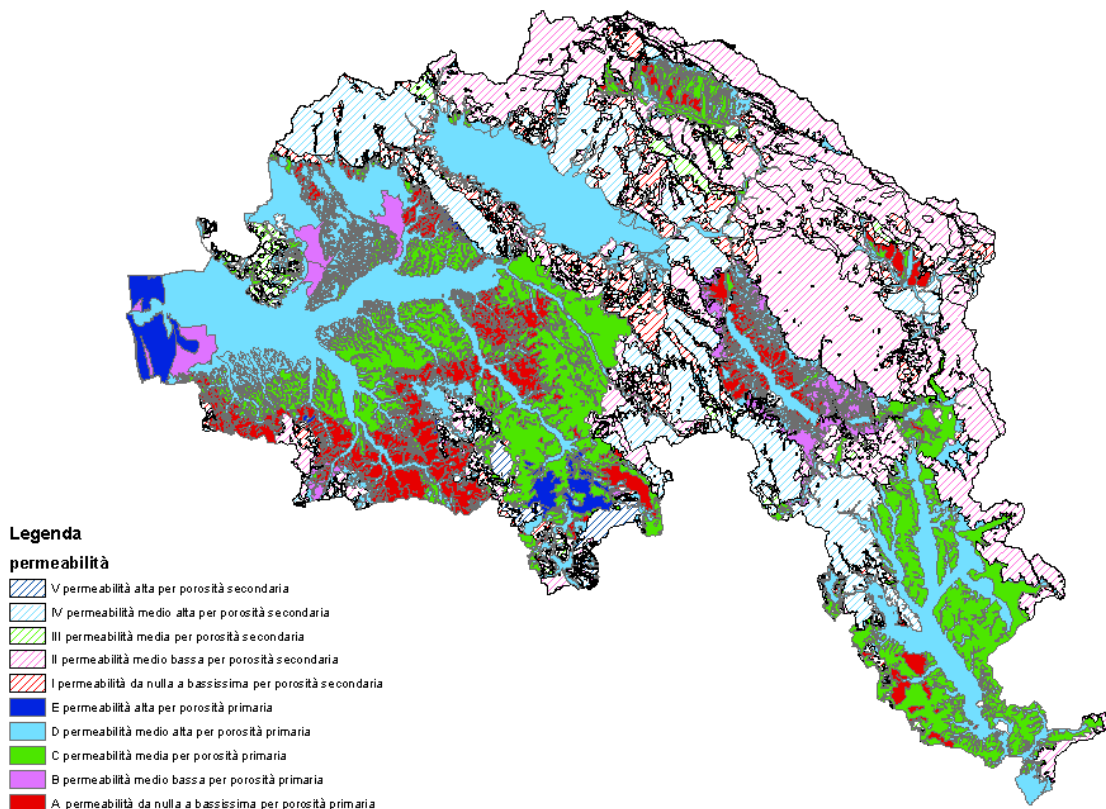 Legenda
permeabilità
V permeabilità alta per porosità secondaria
IV permeabilità medio alta per porosità secondaria
III permeabilità media per porosità secondaria
II permeabilità medio bassa per porosità secondaria
I permeabilità da nulla a bassissima per porosità secondaria
E permeabilità alta per porosità primaria
D permeabilità medio alta per porosità primaria
C permeabilità media per porosità primaria
B permeabilità medio bassa per porosità primaria
A permeabilità da nulla a bassissima per porosità primaria